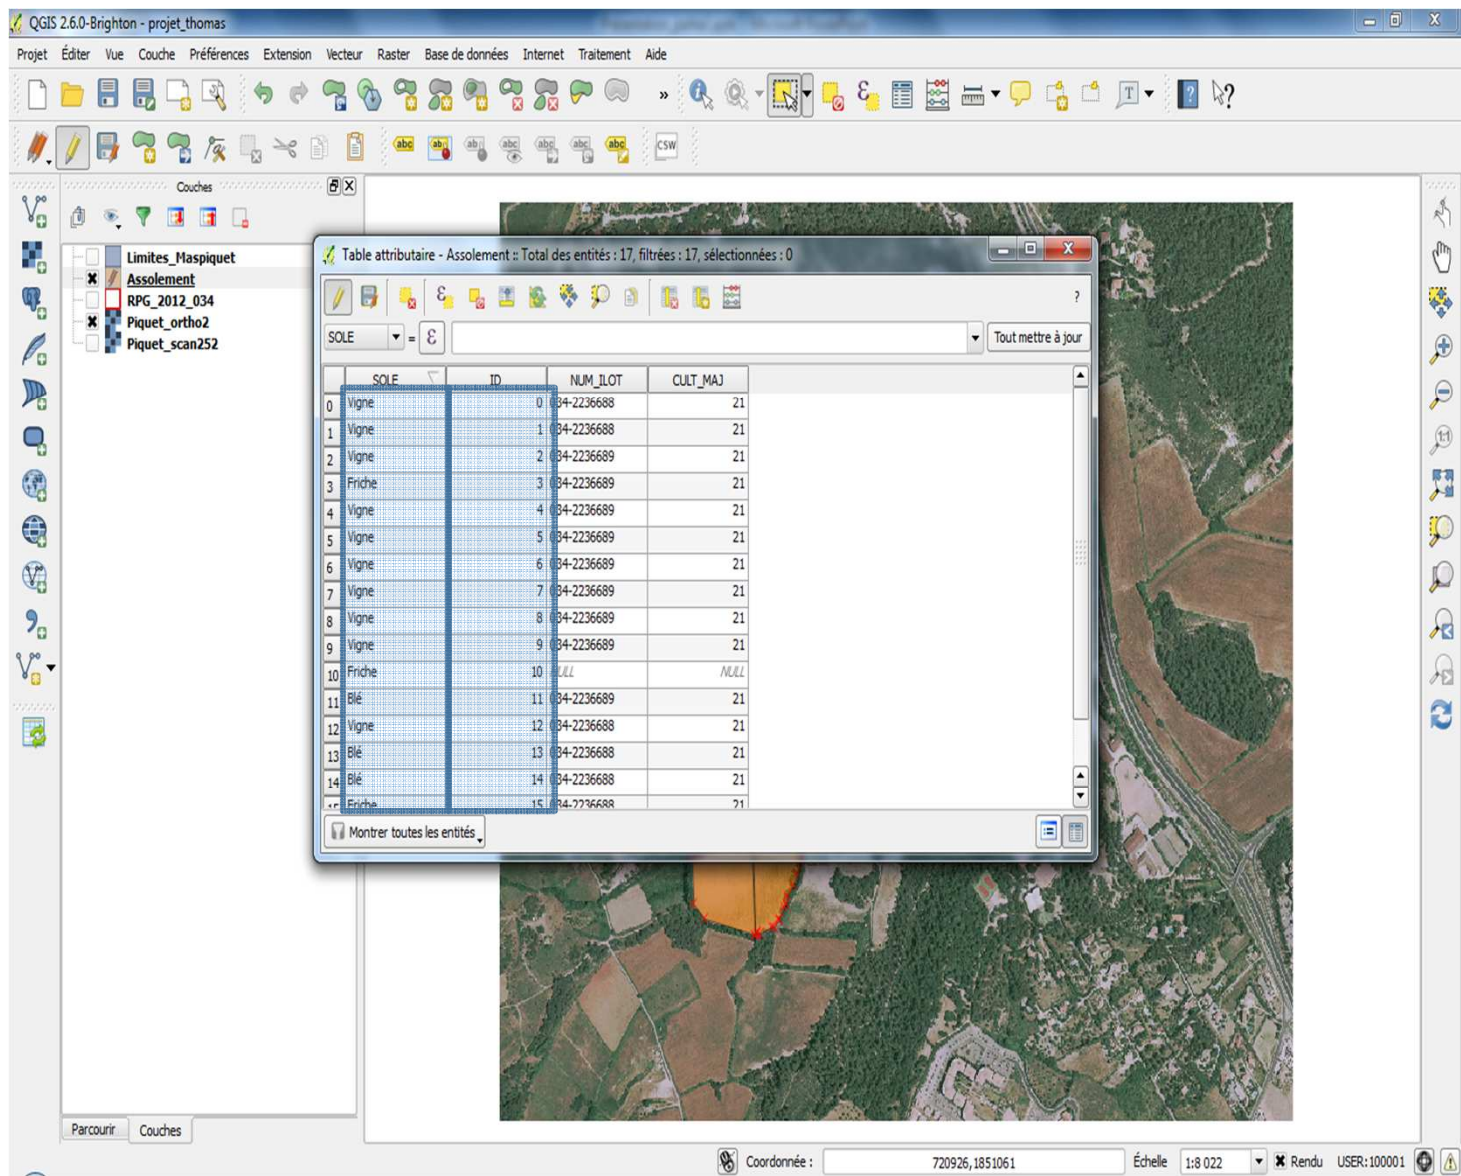 QGIS 2.6.0-Brighton - projet_thomas
Projet Éditer Vue Couche Préférences Extension Vecteur Raster Base de données Internet Traitement Aide
»
CSW
Couches
Limites_Maspiquet
Assolement
RPG_2012_034
Piquet_ortho2
Piquet_scan252
Table attributaire - Assolement :: Total des entités : 17, filtrées : 17, sélectionnées : 0
?
SOLE = ε Tout mettre à jour
SOLE ID NUM_ILOT CULT_MAJ
0 Vigne 0 034-2236688 21
1 Vigne 1 034-2236688 21
2 Vigne 2 034-2236689 21
3 Friche 3 034-2236689 21
4 Vigne 4 034-2236689 21
5 Vigne 5 034-2236689 21
6 Vigne 6 034-2236689 21
7 Vigne 7 034-2236689 21
8 Vigne 8 034-2236689 21
9 Vigne 9 034-2236689 21
10 Friche 10 NULL NULL
11 Blé 11 034-2236689 21
12 Vigne 12 034-2236688 21
13 Blé 13 034-2236688 21
14 Blé 14 034-2236688 21
15 Friche 15 034-2236688 21
Montrer toutes les entités
Parcourir Couches
Coordonnée : 720926,1851061 Échelle 1:8 022 Rendu USER:100001